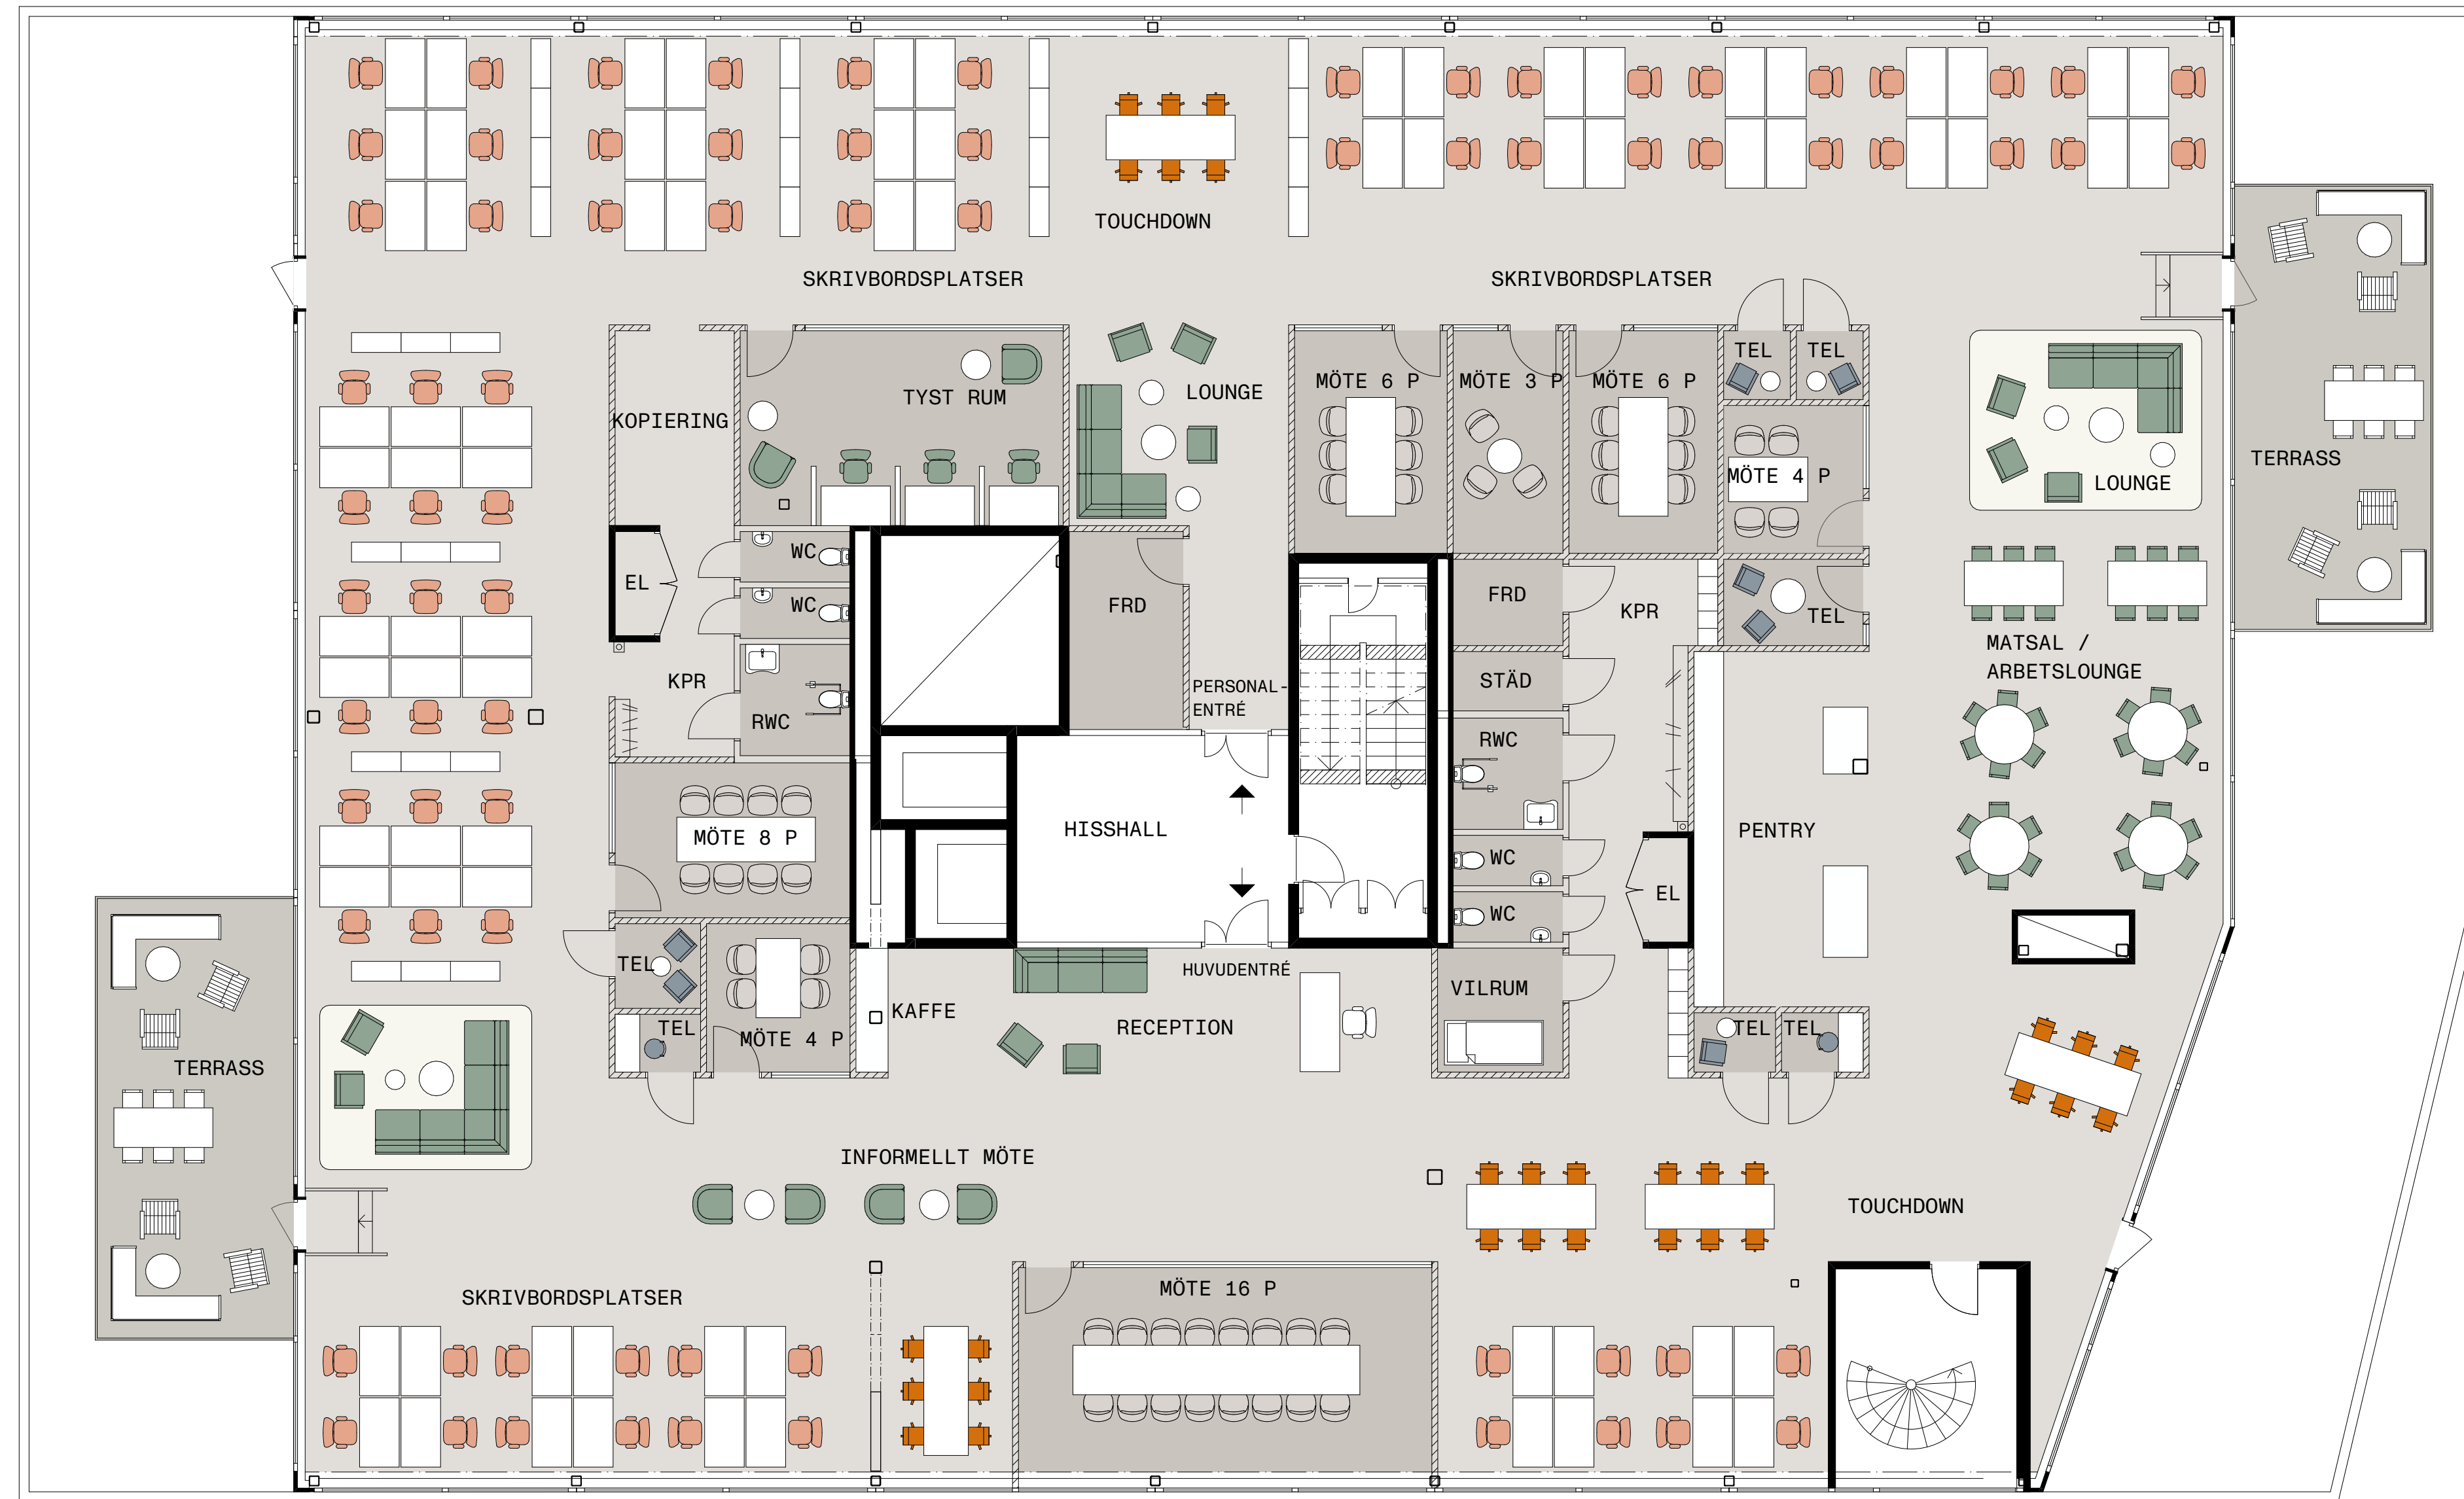 TOUCHDOWN
SKRIVBORDSPLATSER
SKRIVBORDSPLATSER
TEL
TEL
MÖTE 6 P
MÖTE 3 P
MÖTE 6 P
TYST RUM
LOUNGE
KOPIERING
TERRASS
MÖTE 4 P
LOUNGE
WC
EL
WC
FRD
FRD
KPR
TEL
MATSAL /
ARBETSLOUNGE
KPR
STÄD
PERSONAL-
ENTRÉ
RWC
RWC
HISSHALL
PENTRY
MÖTE 8 P
WC
EL
WC
TEL
HUVUDENTRÉ
VILRUM
KAFFE
RECEPTION
TEL
MÖTE 4 P
TEL
TEL
TERRASS
INFORMELLT MÖTE
TOUCHDOWN
MÖTE 16 P
SKRIVBORDSPLATSER